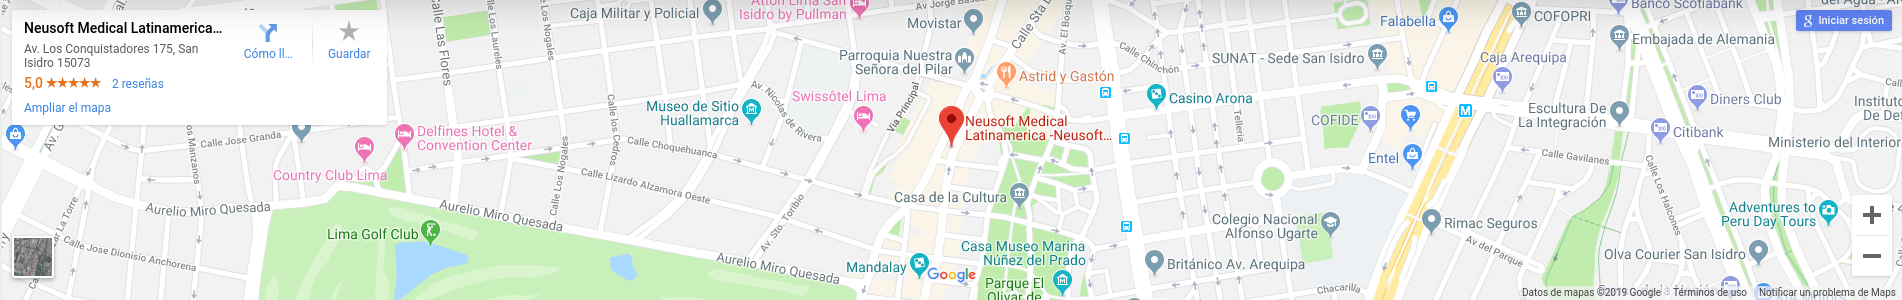 Neusoft Medical Latinamerica...
Av. Los Conquistadores 175, San
Isidro 15073
5,0 ★★★★★ 2 reseñas
Ampliar el mapa
Cómo ll...
Guardar
Iniciar sesión
Calle Las Flores
Caja Militar y Policial
Atton Lima San
Isidro by Pullman
Av Jorge Basa
Movistar
Calle Sta L
Av. El Bosq
Falabella
COFOPRI
Banco Scotiabank
del Agua - A
Embajada de Alemania
Parroquia Nuestra
Señora del Pilar
Calle Chinchón
SUNAT - Sede San Isidro
Caja Arequipa
Astrid y Gastón
Swissôtel Lima
Via Principal
Av. Nicolás de Rivera
Museo de Sitio
Huallamarca
Casino Arona
Telleria
COFIDE
Escultura De
La Integración
Diners Club
Citibank
Instituto
De De
Ministerio del Interior
Neusoft Medical
Latinamerica -Neusoft...
Av. G
Los Manzanos
Calle Jose Granda
Delfines Hotel &
Convention Center
Country Club Lima
Calle Los Nogales
Calle los Cedros
Calle Choquehuanca
Calle Lizardo Alzamora Oeste
Entel
Calle Gavilanes
Calle Los Halcones
Casa de la Cultura
Av. Sto. Toribio
Aurelio Miro Quesada
Aurelio Miro Quesada
Aurelio Miro Quesada
ar La Torre
Calle Jose Dionisio Anchorena
Lima Golf Club
Colegio Nacional
Alfonso Ugarte
Rimac Seguros
Adventures to
Peru Day Tours
Av del Parque
Casa Museo Marina
Núñez del Prado
Mandalay
Google
Británico Av. Arequipa
Olva Courier San Isidro
Parque El
Olivar de
Chacarilla
Datos de mapas ©2019 Google
Términos de uso
Notificar un problema de Maps